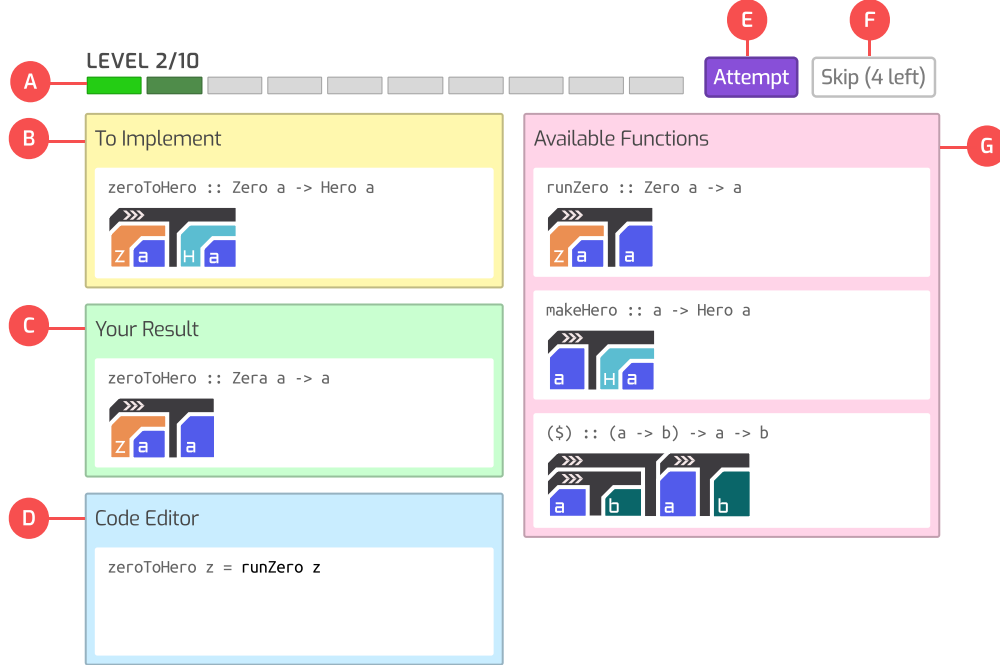 E
F
LEVEL 2/10
Attempt
Skip (4 left)
A
B
To Implement
zeroToHero :: Zero a -> Hero a
>>>
Z a H a
C
Your Result
zeroToHero :: Zera a -> a
>>>
Z a a
D
Code Editor
zeroToHero z = runZero z
Available Functions
G
runZero :: Zero a -> a
>>>
Z a a
makeHero :: a -> Hero a
>>>
a H a
($) :: (a -> b) -> a -> b
>>> >>>
>>>
a b a b